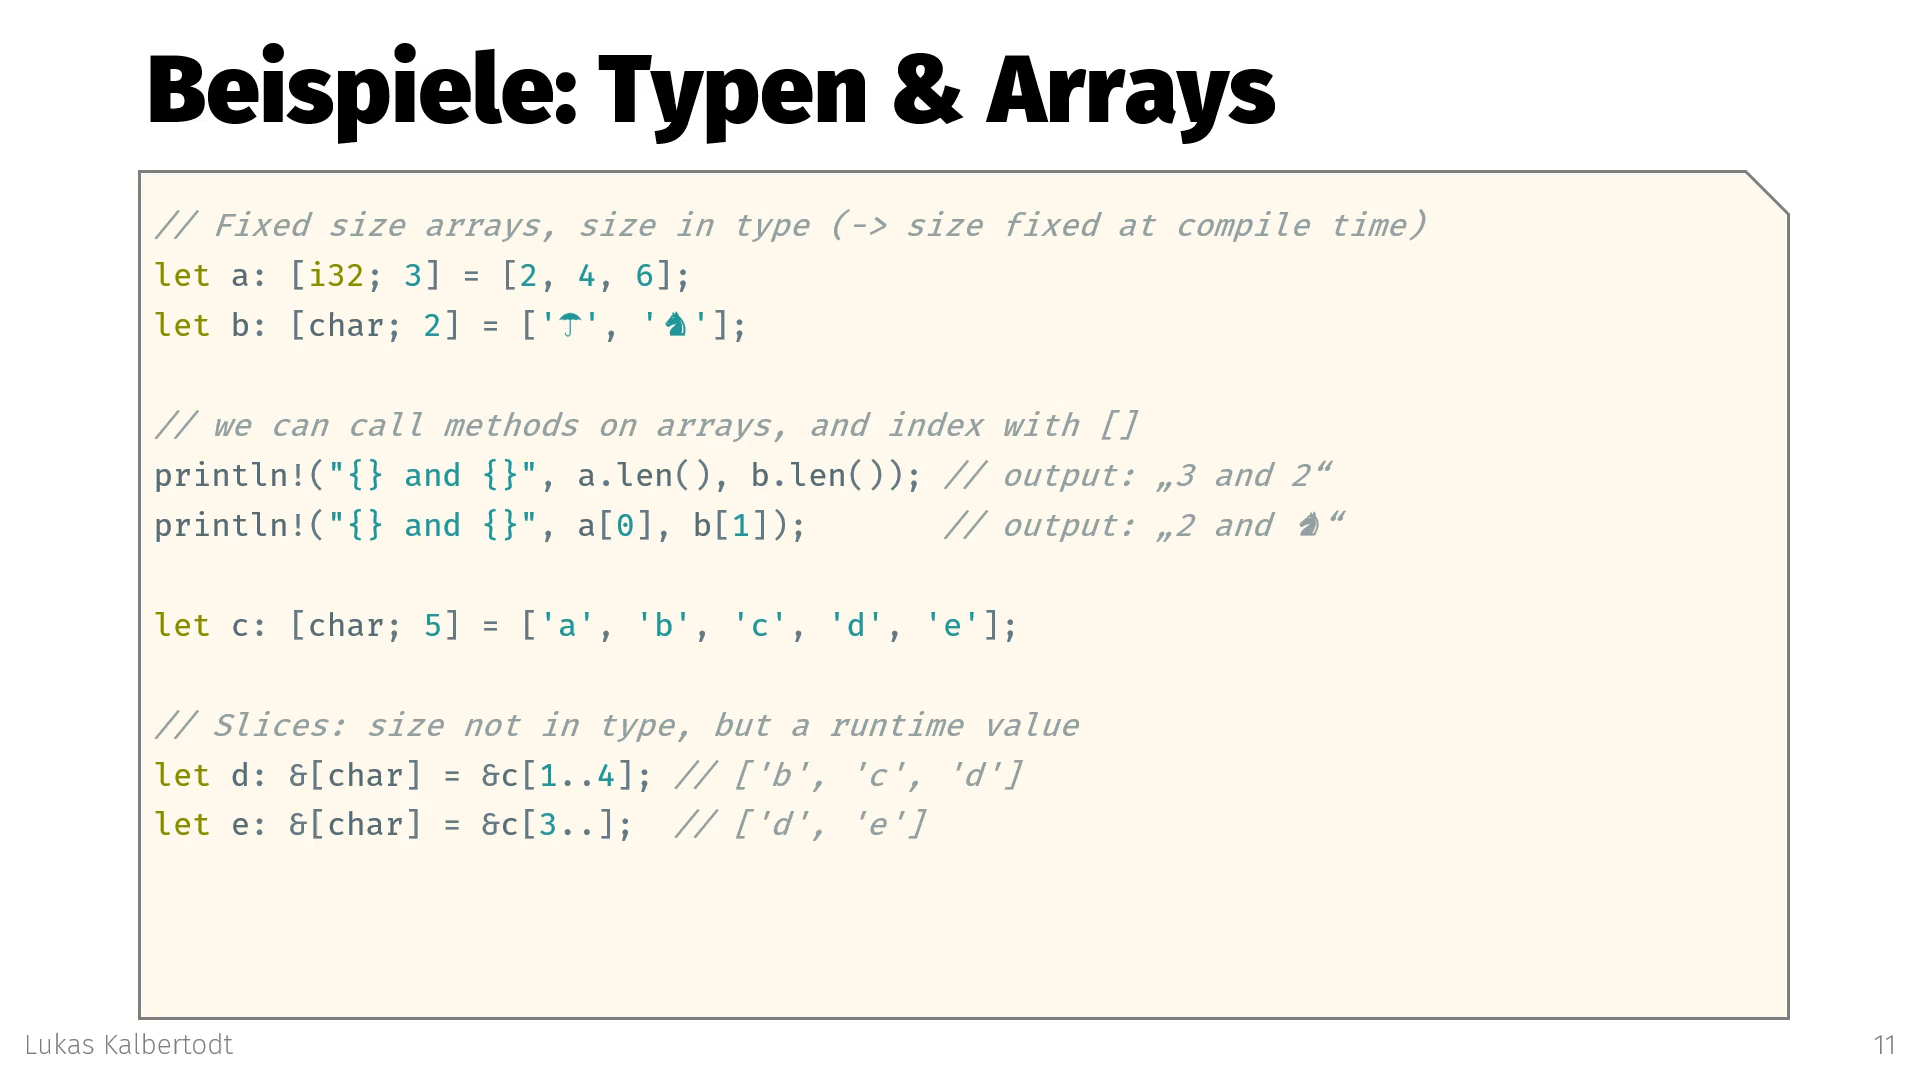 Beispiele: Typen & Arrays
// Fixed size arrays, size in type (-> size fixed at compile time)
let a: [i32; 3] = [2, 4, 6];
let b: [char; 2] = ['☂', '♞'];
// we can call methods on arrays, and index with []
println!("{} and {}", a.len(), b.len()); // output: „3 and 2“
println!("{} and {}", a[0], b[1]);       // output: „2 and ♞“
let c: [char; 5] = ['a', 'b', 'c', 'd', 'e'];
// Slices: size not in type, but a runtime value
let d: &[char] = &c[1..4]; // ['b', 'c', 'd']
let e: &[char] = &c[3..];  // ['d', 'e']
Lukas Kalbertodt
11